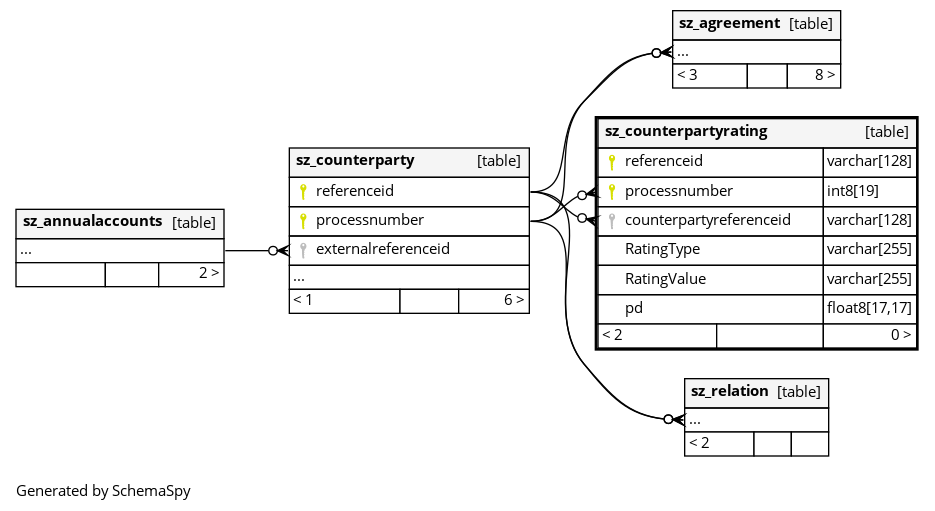 sz_agreement [table]
...
< 3 8 >
sz_counterpartyrating [table]
referenceid varchar[128]
processnumber int8[19]
counterpartyreferenceid varchar[128]
RatingType varchar[255]
RatingValue varchar[255]
pd float8[17,17]
< 2 0 >
sz_counterparty [table]
referenceid
processnumber
externalreferenceid
...
< 1 6 >
sz_annualaccounts [table]
...
2 >
sz_relation [table]
...
< 2
Generated by SchemaSpy